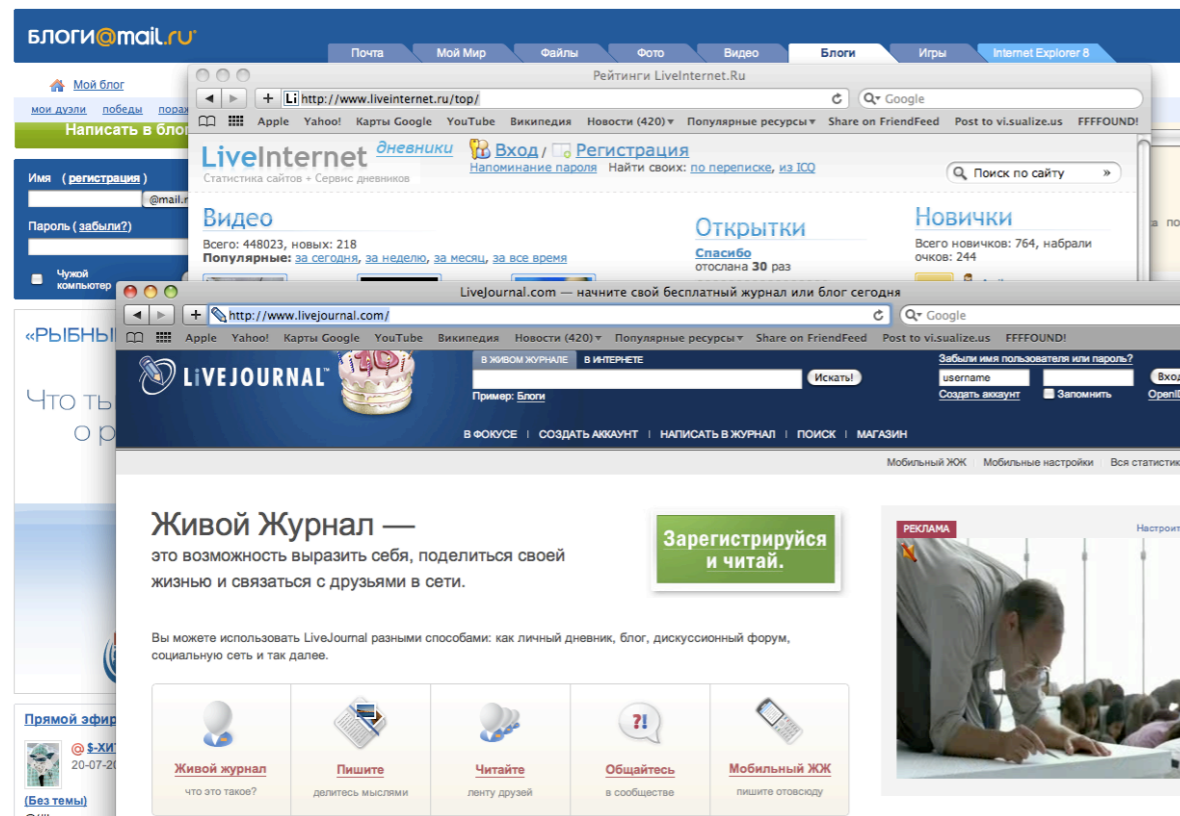 БЛОГИ@mail.ru
Почта Мой Мир Файлы Фото Видео Блоги Игры Internet Explorer 8
Мой блог
мои дуэли победы
Написать в блог
Имя ( регистрация )
Пароль ( забыли?)
Чужой
компьютер
Что ты
Прямой эфир
20-07-20
(Без темы)
Рейтинги LiveInternet.Ru
Li http://www.liveinternet.ru/top/ Google
Apple Yahoo! Карты Google YouTube Википедия Новости (420) Популярные ресурсы Share on FriendFeed Post to vi.sualize.us FFFFOUND!
LiveInternet дневники Вход / Регистрация
Статистика сайтов + Сервис дневников Напоминание пароля Найти своих: по переписке, из ICQ
Поиск по сайту »
Видео
Всего: 448023, новых: 218
Популярные: за сегодня, за неделю, за месяц, за все время
Открытки
Спасибо
отослана 30 раз
Новички
Всего новичков: 764, набрали
очков: 244
LiveJournal.com — начните свой бесплатный журнал или блог сегодня
http://www.livejournal.com/ Google
Apple Yahoo! Карты Google YouTube Википедия Новости (420) Популярные ресурсы Share on FriendFeed Post to vi.sualize.us FFFFOUND!
LiVEJOURNAL™
В ЖИВОМ ЖУРНАЛЕ В ИНТЕРНЕТЕ
Искать!
Пример: Блоги
Забыли имя пользователя или пароль?
username Вход
Создать аккаунт Запомнить OpenID
В ФОКУСЕ | СОЗДАТЬ АККАУНТ | НАПИСАТЬ В ЖУРНАЛ | ПОИСК | МАГАЗИН
Мобильный ЖЖ Мобильные настройки Вся статистик
Живой Журнал —
это возможность выразить себя, поделиться своей
жизнью и связаться с друзьями в сети.
Зарегистрируйся
и читай.
РЕКЛАМА Настроит
Вы можете использовать LiveJournal разными способами: как личный дневник, блог, дискуссионный форум,
социальную сеть и так далее.
?!
Живой журнал Пишите Читайте Общайтесь Мобильный ЖЖ
что это такое? делитесь мыслями ленту друзей в сообществе пишите отовсюду